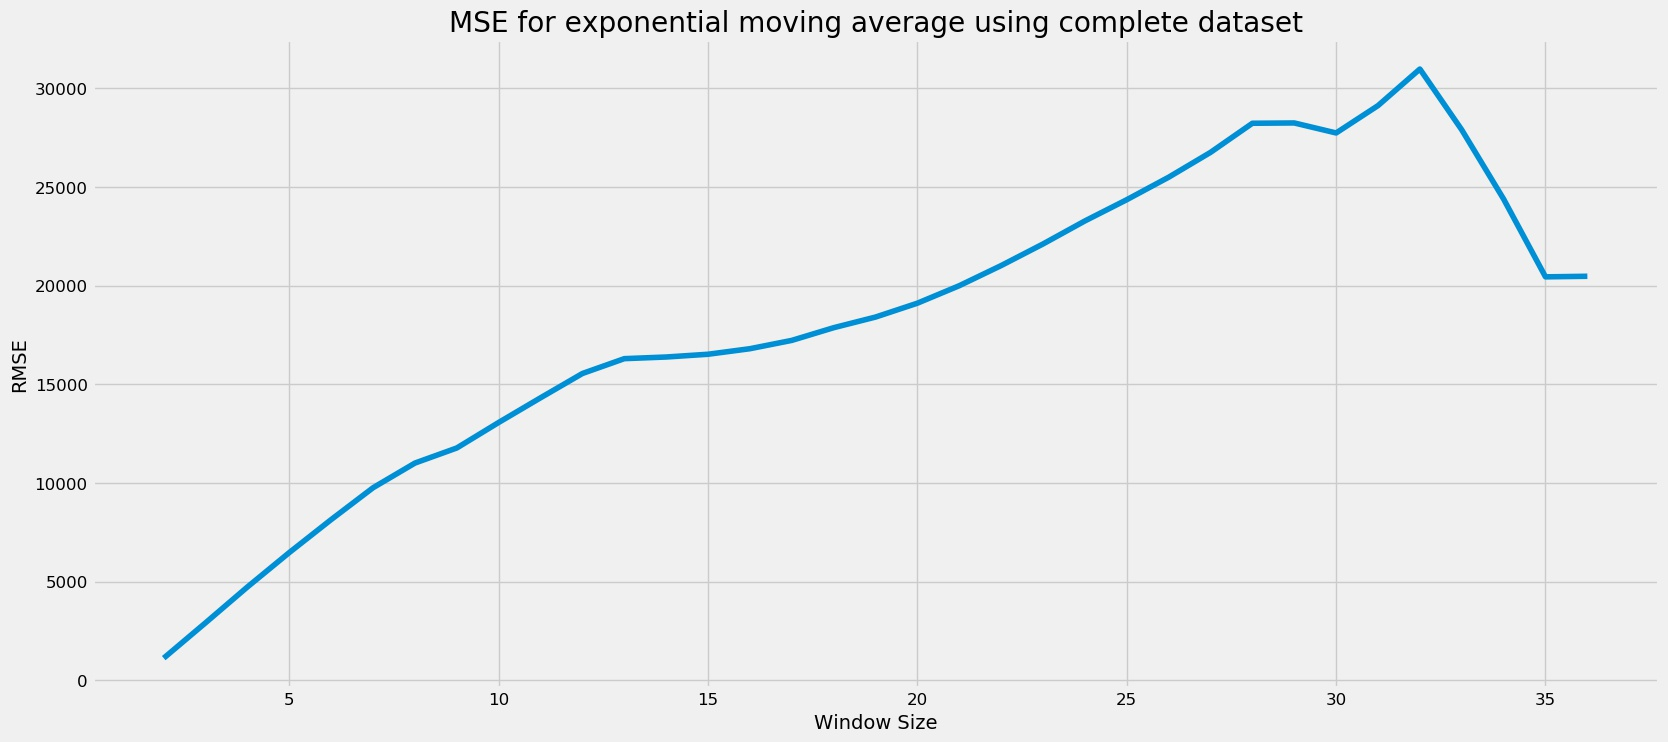 MSE for exponential moving average using complete dataset
30000
25000
20000
15000
10000
5000
0
RMSE
5 10 15 20 25 30 35
Window Size